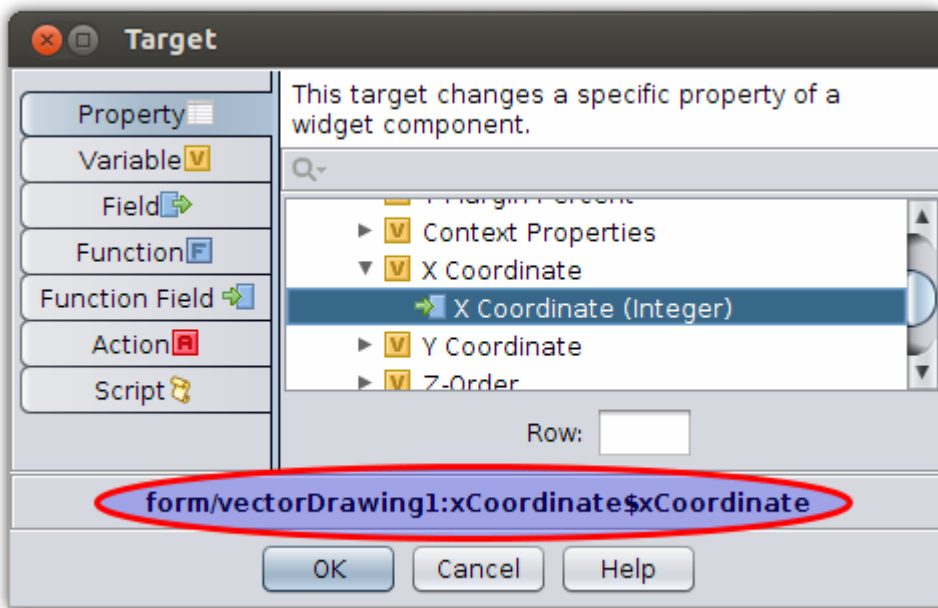 Target
Property
Variable
Field
Function
Function Field
Action
Script
This target changes a specific property of a
widget component.
Context Properties
X Coordinate
X Coordinate (Integer)
Y Coordinate
Z-Order
Row:
form/vectorDrawing1:xCoordinate$xCoordinate
OK
Cancel
Help